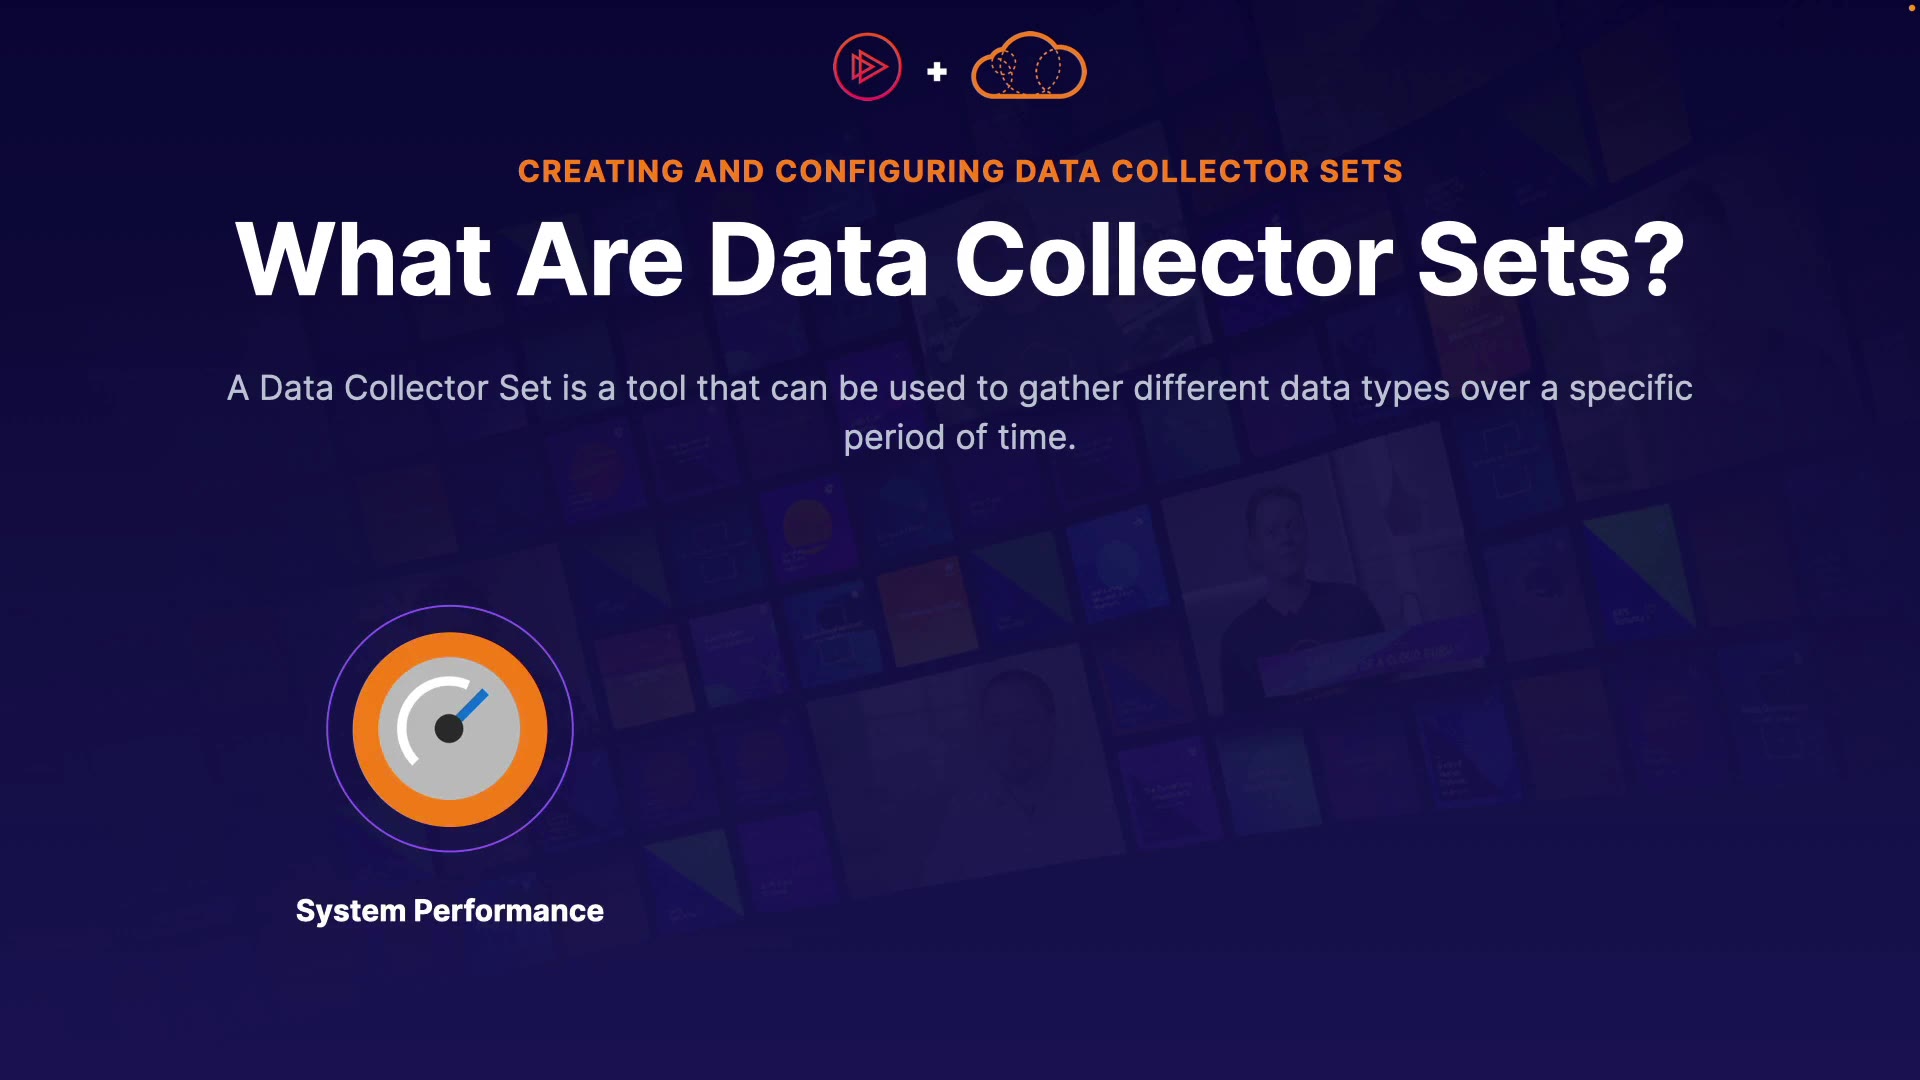 CREATING AND CONFIGURING DATA COLLECTOR SETS
What Are Data Collector Sets?
A Data Collector Set is a tool that can be used to gather different data types over a specific
period of time.
System Performance